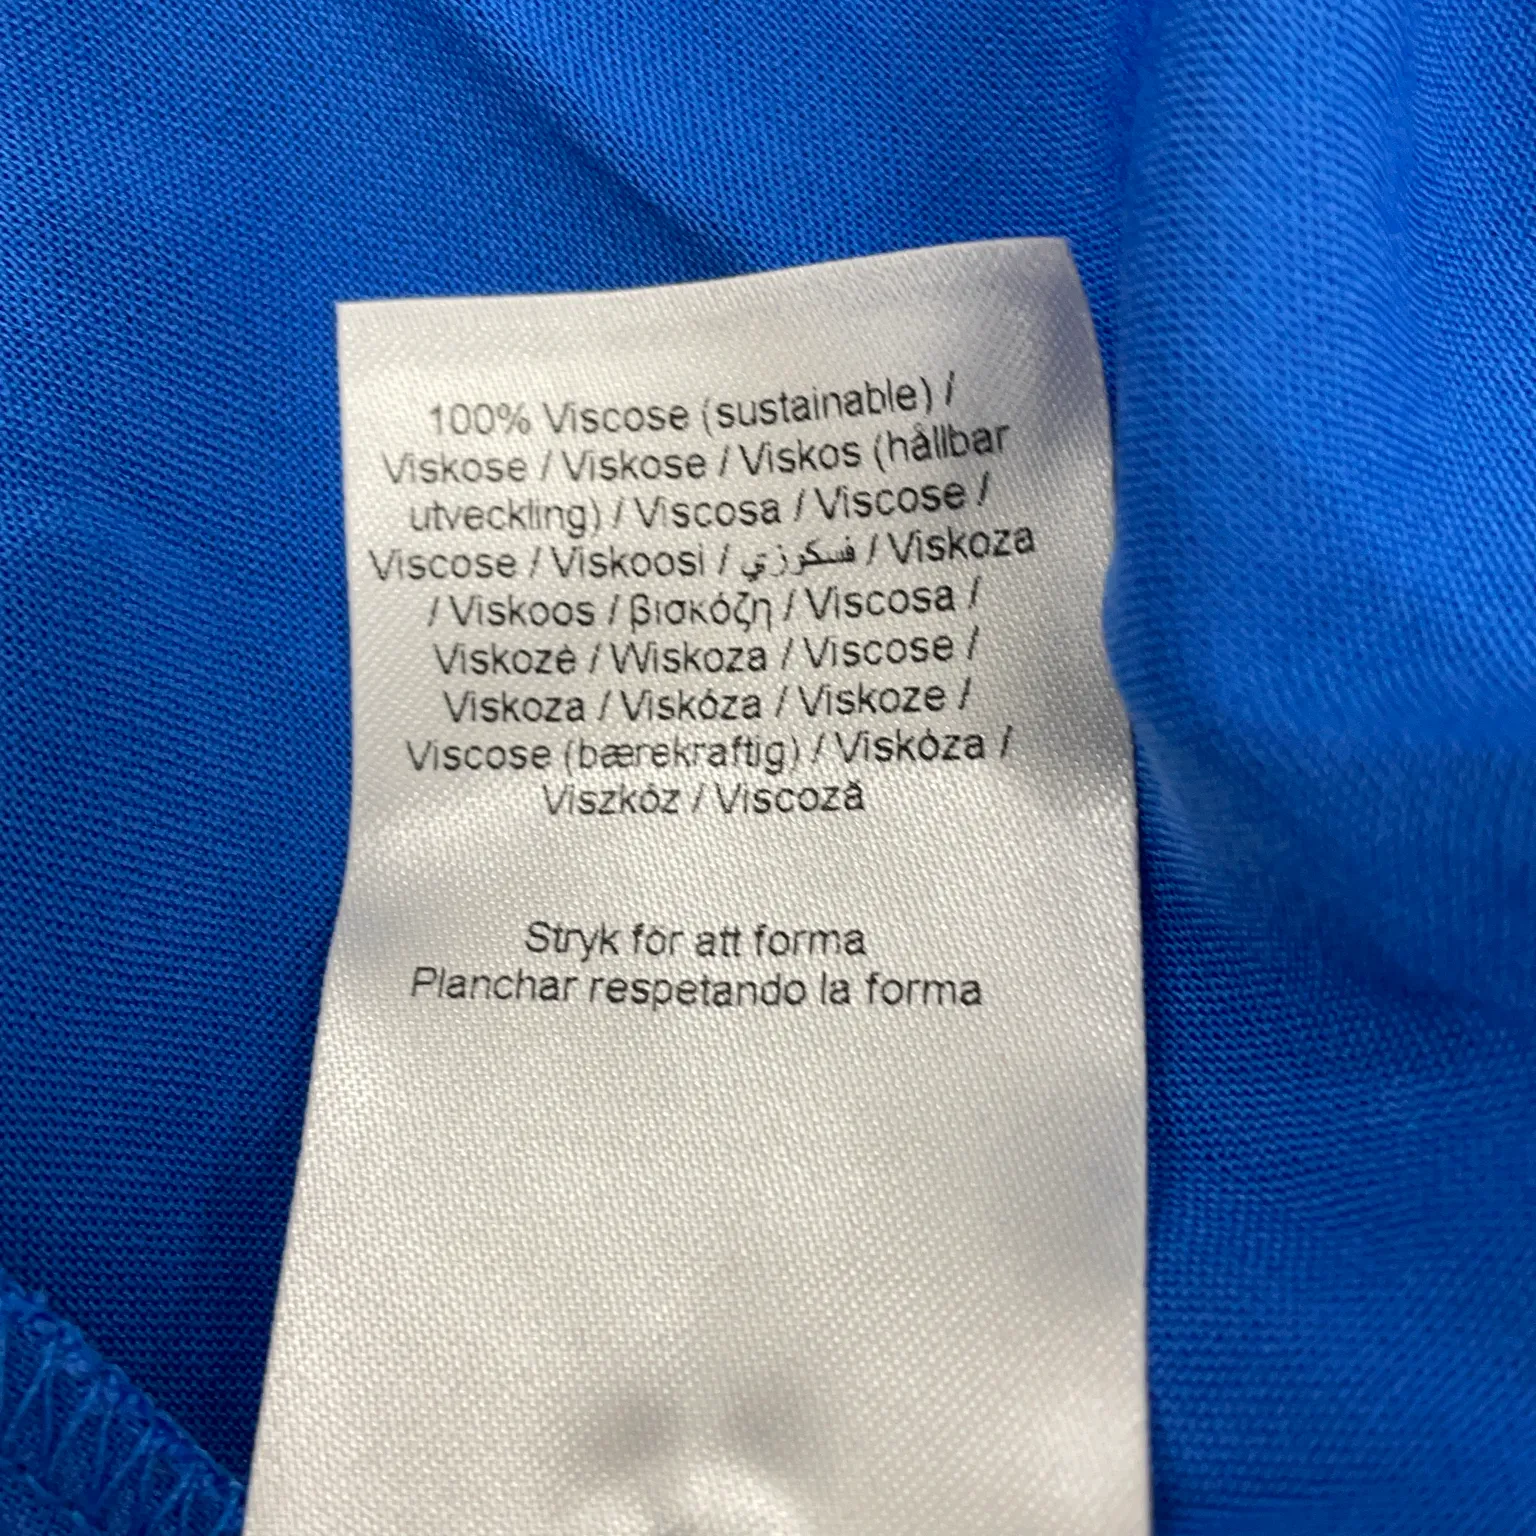 100% Viscose (sustainable) /
Viskose / Viskose / Viskos (hållbar
utveckling) / Viscosa / Viscose /
Viscose / Viskoosi / فسكوزي / Viskoza
/ Viskoos / βισκόζη / Viscosa /
Viskozė / Wiskoza / Viscose /
Viskoza / Viskóza / Viskoze /
Viscose (bærekraftig) / Viskóza /
Viszkóz / Viscoză
Stryk för att forma
Planchar respetando la forma